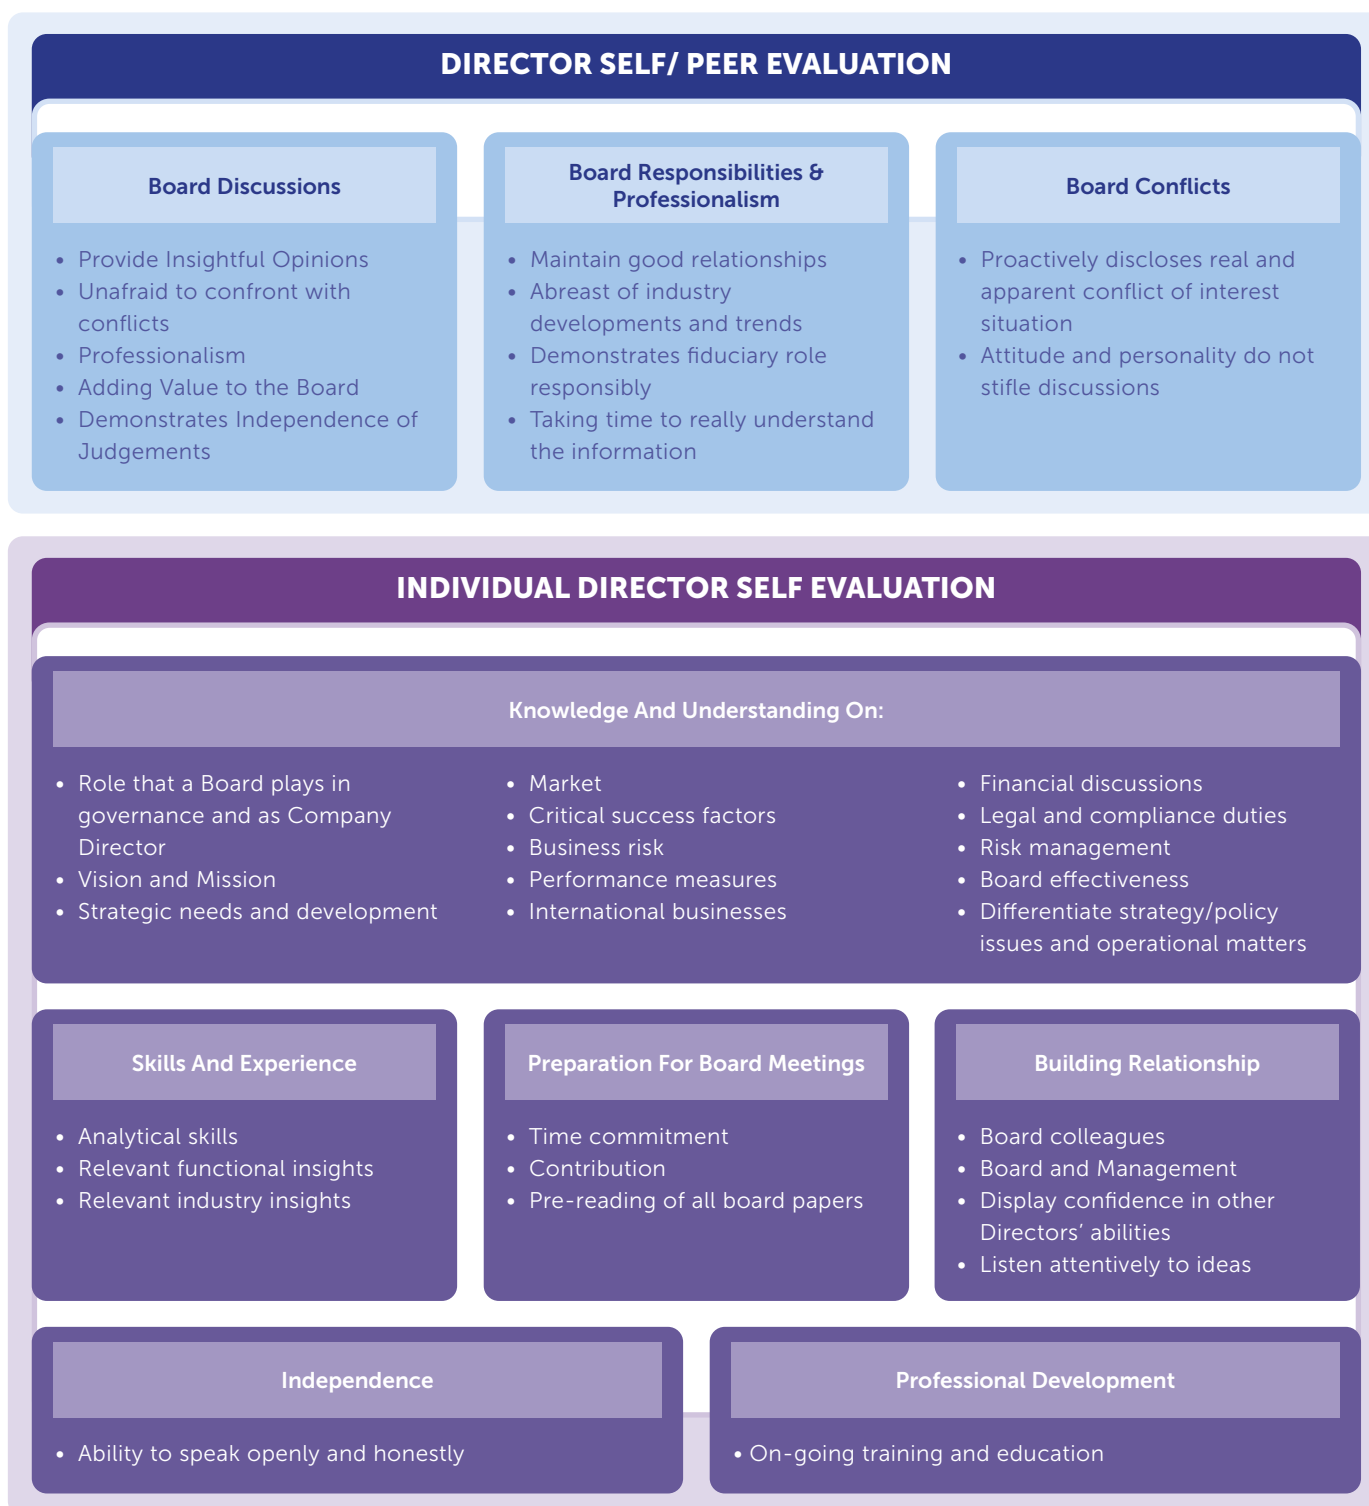 DIRECTOR SELF/ PEER EVALUATION
Board Discussions
• Provide Insightful Opinions
• Unafraid to confront with
conflicts
• Professionalism
• Adding Value to the Board
• Demonstrates Independence of
Judgements
Board Responsibilities &
Professionalism
• Maintain good relationships
• Abreast of industry
developments and trends
• Demonstrates fiduciary role
responsibly
• Taking time to really understand
the information
Board Conflicts
• Proactively discloses real and
apparent conflict of interest
situation
• Attitude and personality do not
stifle discussions
INDIVIDUAL DIRECTOR SELF EVALUATION
Knowledge And Understanding On:
• Role that a Board plays in
governance and as Company
Director
• Vision and Mission
• Strategic needs and development
• Market
• Critical success factors
• Business risk
• Performance measures
• International businesses
• Financial discussions
• Legal and compliance duties
• Risk management
• Board effectiveness
• Differentiate strategy/policy
issues and operational matters
Skills And Experience
• Analytical skills
• Relevant functional insights
• Relevant industry insights
Preparation For Board Meetings
• Time commitment
• Contribution
• Pre-reading of all board papers
Building Relationship
• Board colleagues
• Board and Management
• Display confidence in other
Directors’ abilities
• Listen attentively to ideas
Independence
• Ability to speak openly and honestly
Professional Development
• On-going training and education